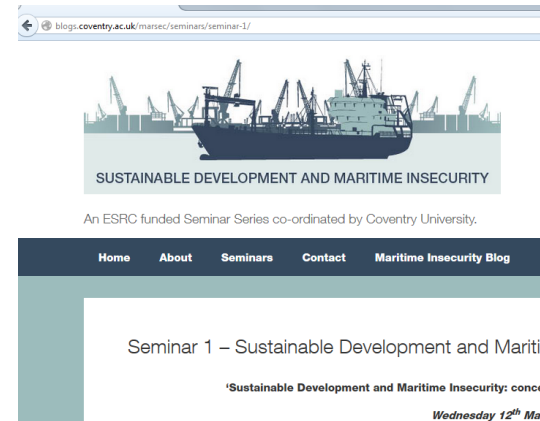 blogs.coventry.ac.uk/marsec/seminars/seminar-1/
SUSTAINABLE DEVELOPMENT AND MARITIME INSECURITY
An ESRC funded Seminar Series co-ordinated by Coventry University.
Home About Seminars Contact Maritime Insecurity Blog
Seminar 1 – Sustainable Development and Mariti
‘Sustainable Development and Maritime Insecurity: conce
Wednesday 12th Ma